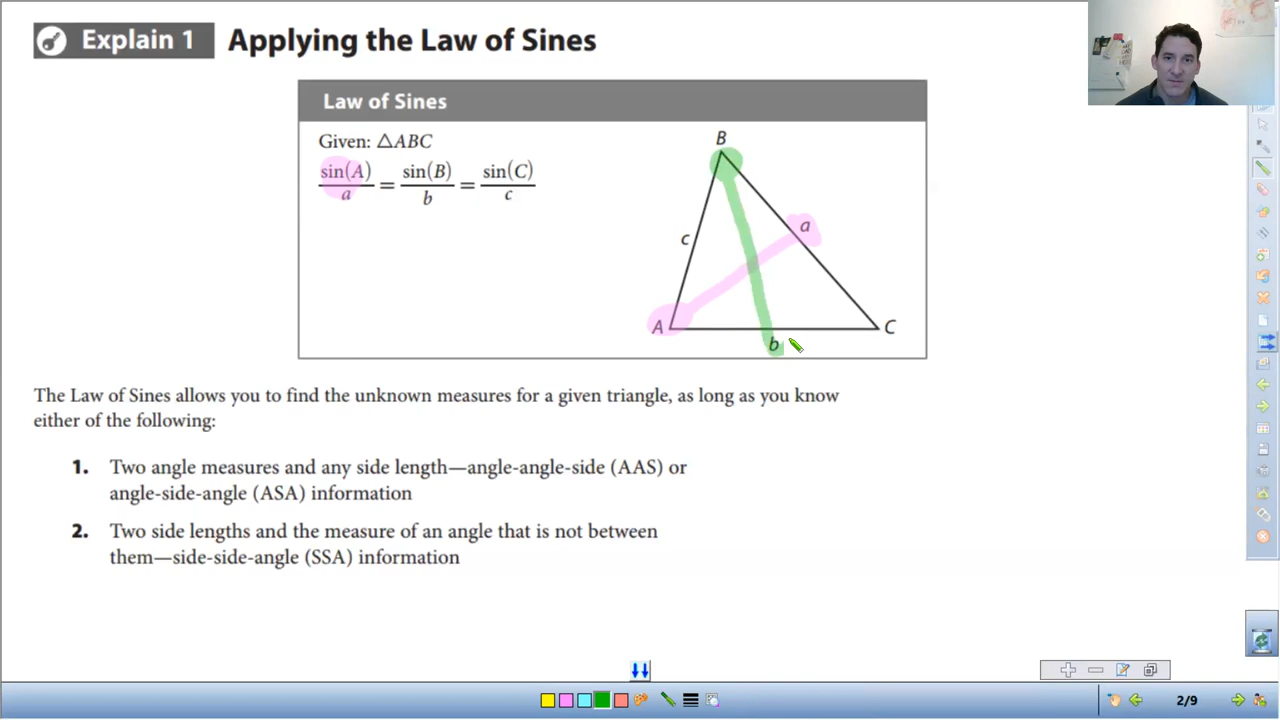 Explain 1 Applying the Law of Sines
Law of Sines
Given: △ABC
sin(A)/a = sin(B)/b = sin(C)/c
B
c
a
A
C
b
The Law of Sines allows you to find the unknown measures for a given triangle, as long as you know
either of the following:
1. Two angle measures and any side length—angle-angle-side (AAS) or
angle-side-angle (ASA) information
2. Two side lengths and the measure of an angle that is not between
them—side-side-angle (SSA) information
2/9